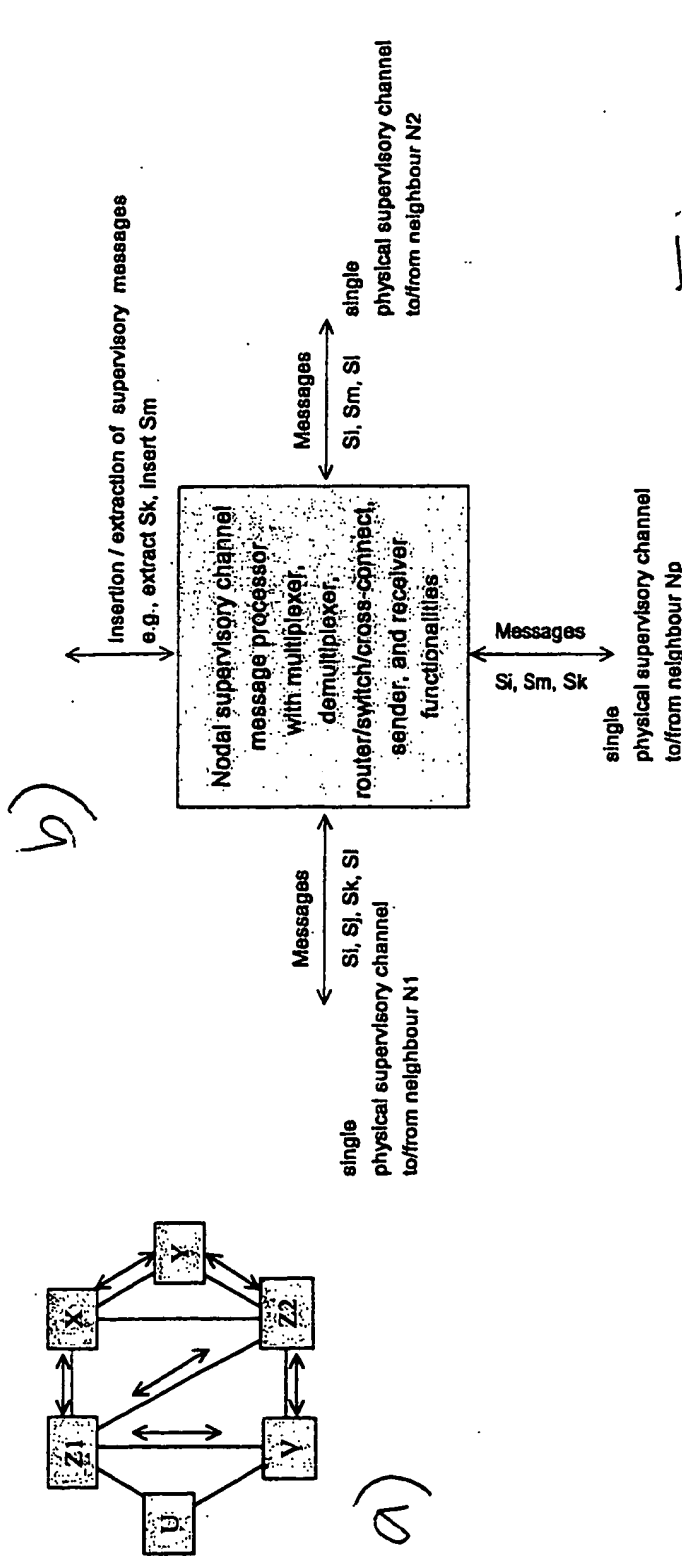 a)
U
Z1
V
X
Z2
Y
b)
Insertion / extraction of supervisory messages
e.g., extract Sk, insert Sm
Nodal supervisory channel
message processor
with multiplexer,
demultiplexer,
router/switch/cross-connect,
sender, and receiver
functionalities
Messages
Si, Sj, Sk, Sl
single
physical supervisory channel
to/from neighbour N1
Messages
Si, Sm, Sl
single
physical supervisory channel
to/from neighbour N2
Messages
Si, Sm, Sk
single
physical supervisory channel
to/from neighbour Np